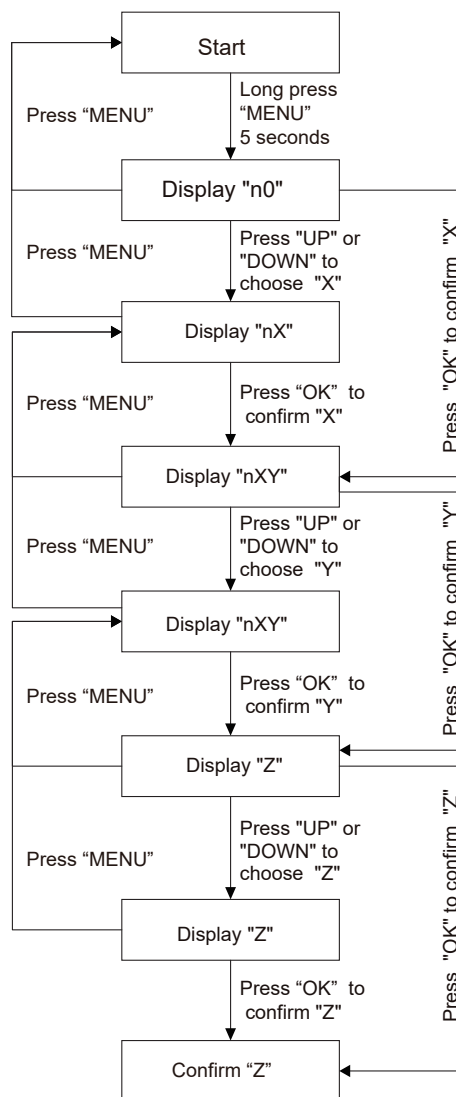 Start
Press “MENU”
Long press
“MENU”
5 seconds
Display "n0"
Press “MENU”
Press "UP" or
"DOWN" to
choose "X"
Press "OK" to confirm "X"
Display "nX"
Press “MENU”
Press “OK” to
confirm "X"
Display "nXY"
Press “MENU”
Press "UP" or
"DOWN" to
choose "Y"
Press "OK" to confirm "Y"
Display "nXY"
Press “MENU”
Press “OK” to
confirm "Y"
Display "Z"
Press “MENU”
Press "UP" or
"DOWN" to
choose "Z"
Press "OK" to confirm "Z"
Display "Z"
Press “OK” to
confirm "Z"
Confirm “Z”